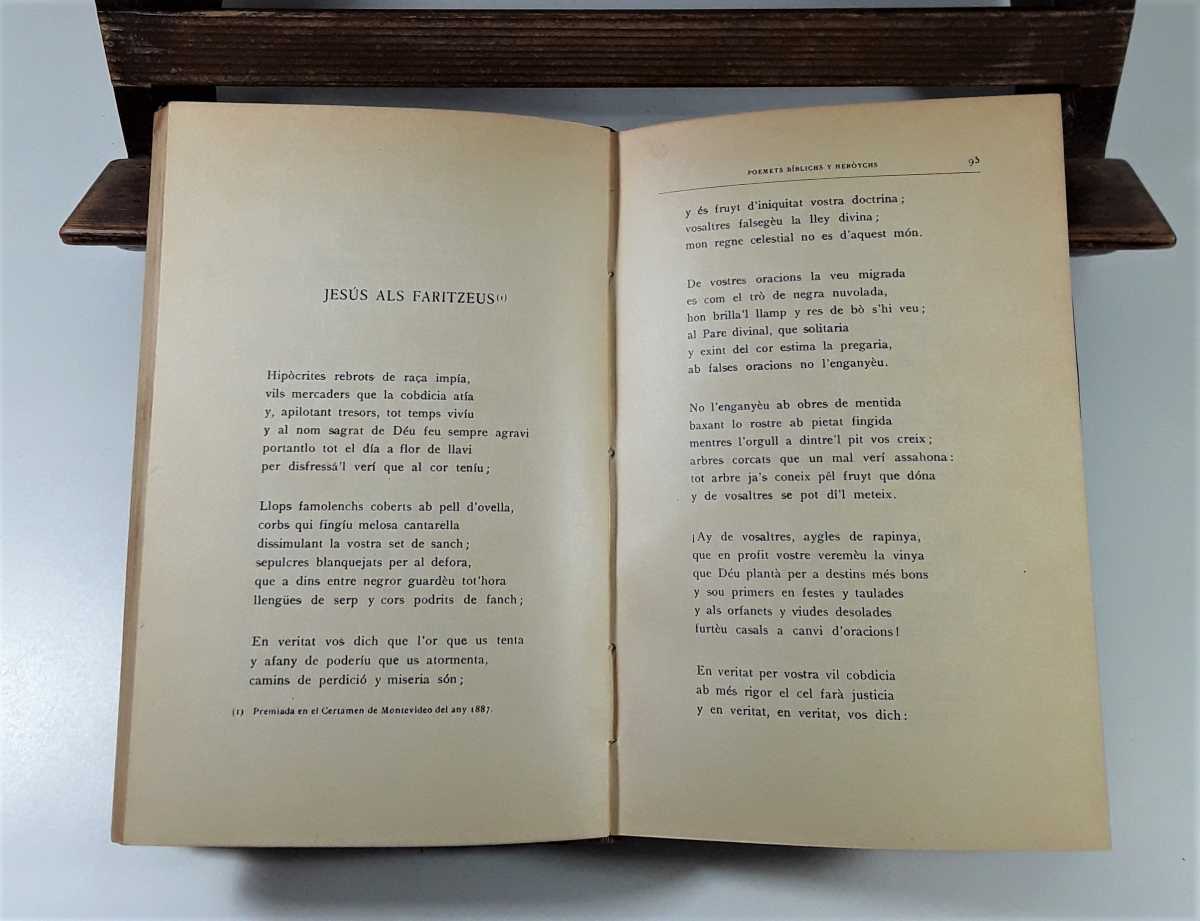 JESÚS ALS FARITZEUS(1)
Hipòcrites rebrots de raça impía,
vils mercaders que la cobdicia atía
y, apilotant tresors, tot temps vivíu
y al nom sagrat de Déu feu sempre agravi
portantlo tot el día a flor de llavi
per disfressá'l verí que al cor teníu;
Llops famolenchs coberts ab pell d'ovella,
corbs qui fingíu melosa cantarella
dissimulant la vostra set de sanch;
sepulcres blanquejats per al defora,
que a dins entre negror guardèu tot'hora
llengües de serp y cors podrits de fanch;
En veritat vos dich que l'or que us tenta
y afany de poderíu que us atormenta,
camins de perdició y miseria són;
(1) Premiada en el Certamen de Montevideo del any 1887.
POEMETS BÍBLICHS Y HERÒYCHS 93
y és fruyt d'iniquitat vostra doctrina;
vosaltres falsegèu la lley divina;
mon regne celestial no es d'aquest món.
De vostres oracions la veu migrada
es com el trò de negra nuvolada,
hon brilla'l llamp y res de bò s'hi veu;
al Pare divinal, que solitaria
y exint del cor estima la pregaria,
ab falses oracions no l'enganyèu.
No l'enganyèu ab obres de mentida
baxant lo rostre ab pietat fingida
mentres l'orgull a dintre'l pit vos creix;
arbres corcats que un mal verí assahona:
tot arbre ja's coneix pêl fruyt que dóna
y de vosaltres se pot dî'l meteix.
¡Ay de vosaltres, aygles de rapinya,
que en profit vostre veremèu la vinya
que Déu plantà per a destins més bons
y sou primers en festes y taulades
y als orfanets y viudes desolades
furtèu casals a canvi d'oracions!
En veritat per vostra vil cobdicia
ab més rigor el cel farà justicia
y en veritat, en veritat, vos dich: